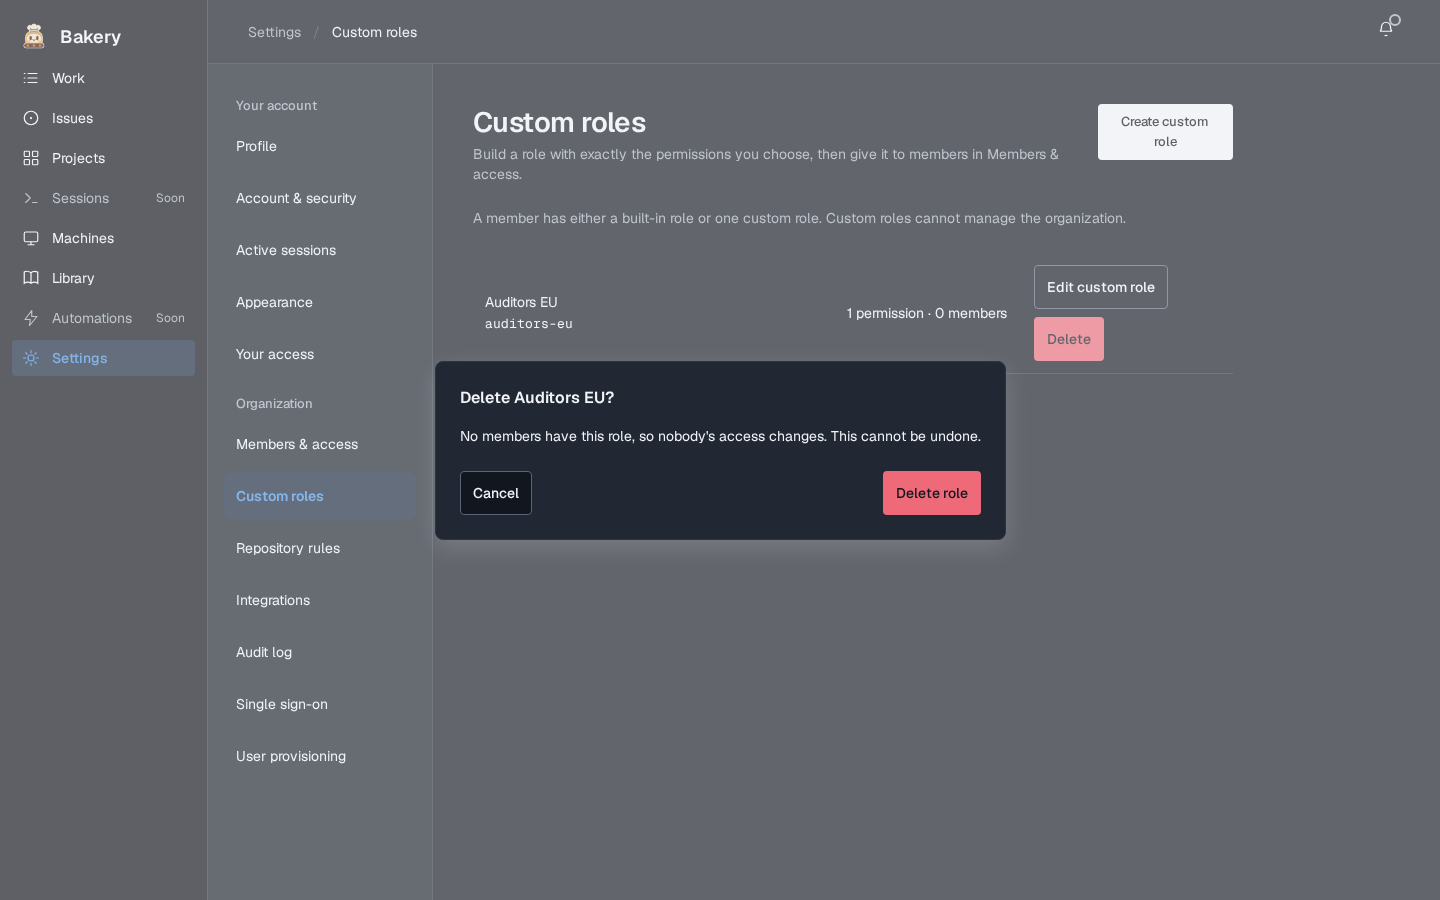 Bakery
Work
Issues
Projects
Sessions Soon
Machines
Library
Automations Soon
Settings
Settings / Custom roles
Your account
Profile
Account & security
Active sessions
Appearance
Your access
Organization
Members & access
Custom roles
Repository rules
Integrations
Audit log
Single sign-on
User provisioning
Custom roles
Build a role with exactly the permissions you choose, then give it to members in Members &
access.
Create custom
role
A member has either a built-in role or one custom role. Custom roles cannot manage the organization.
Auditors EU
auditors-eu
1 permission · 0 members
Edit custom role
Delete
Delete Auditors EU?
No members have this role, so nobody's access changes. This cannot be undone.
Cancel
Delete role